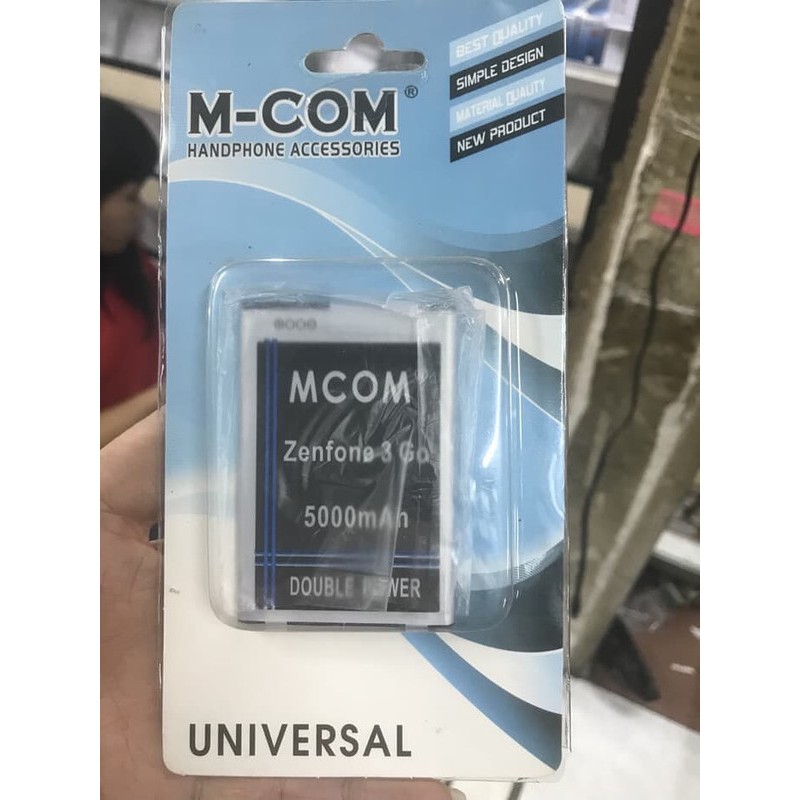 BEST QUALITY
SIMPLE DESIGN
MATERIAL QUALITY
NEW PRODUCT
M-COM®
HANDPHONE ACCESSORIES
MCOM
Zenfone 3 Go
5000mAh
DOUBLE POWER
UNIVERSAL